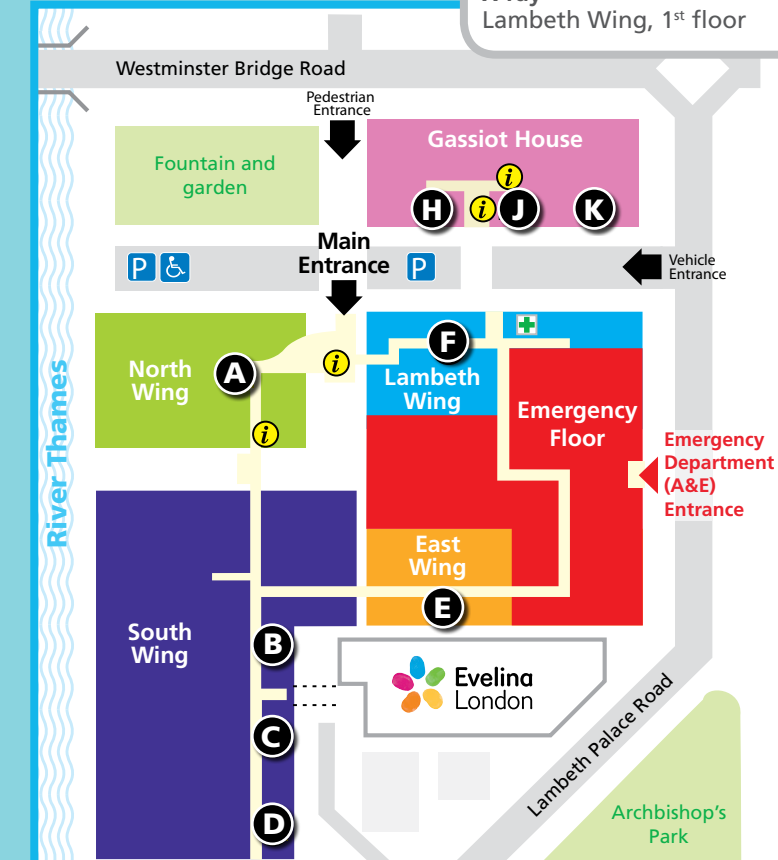 Lambeth Wing, 1st floor
Westminster Bridge Road
Pedestrian
Entrance
Gassiot House
Fountain and
garden
i
H
i
J
K
Main
Entrance
P
P
Vehicle
Entrance
F
North
Wing
A
i
Lambeth
Wing
Emergency
Floor
i
River Thames
Emergency
Department
(A&E)
Entrance
East
Wing
E
South
Wing
B
Evelina
London
C
Lambeth Palace Road
D
Archbishop's
Park